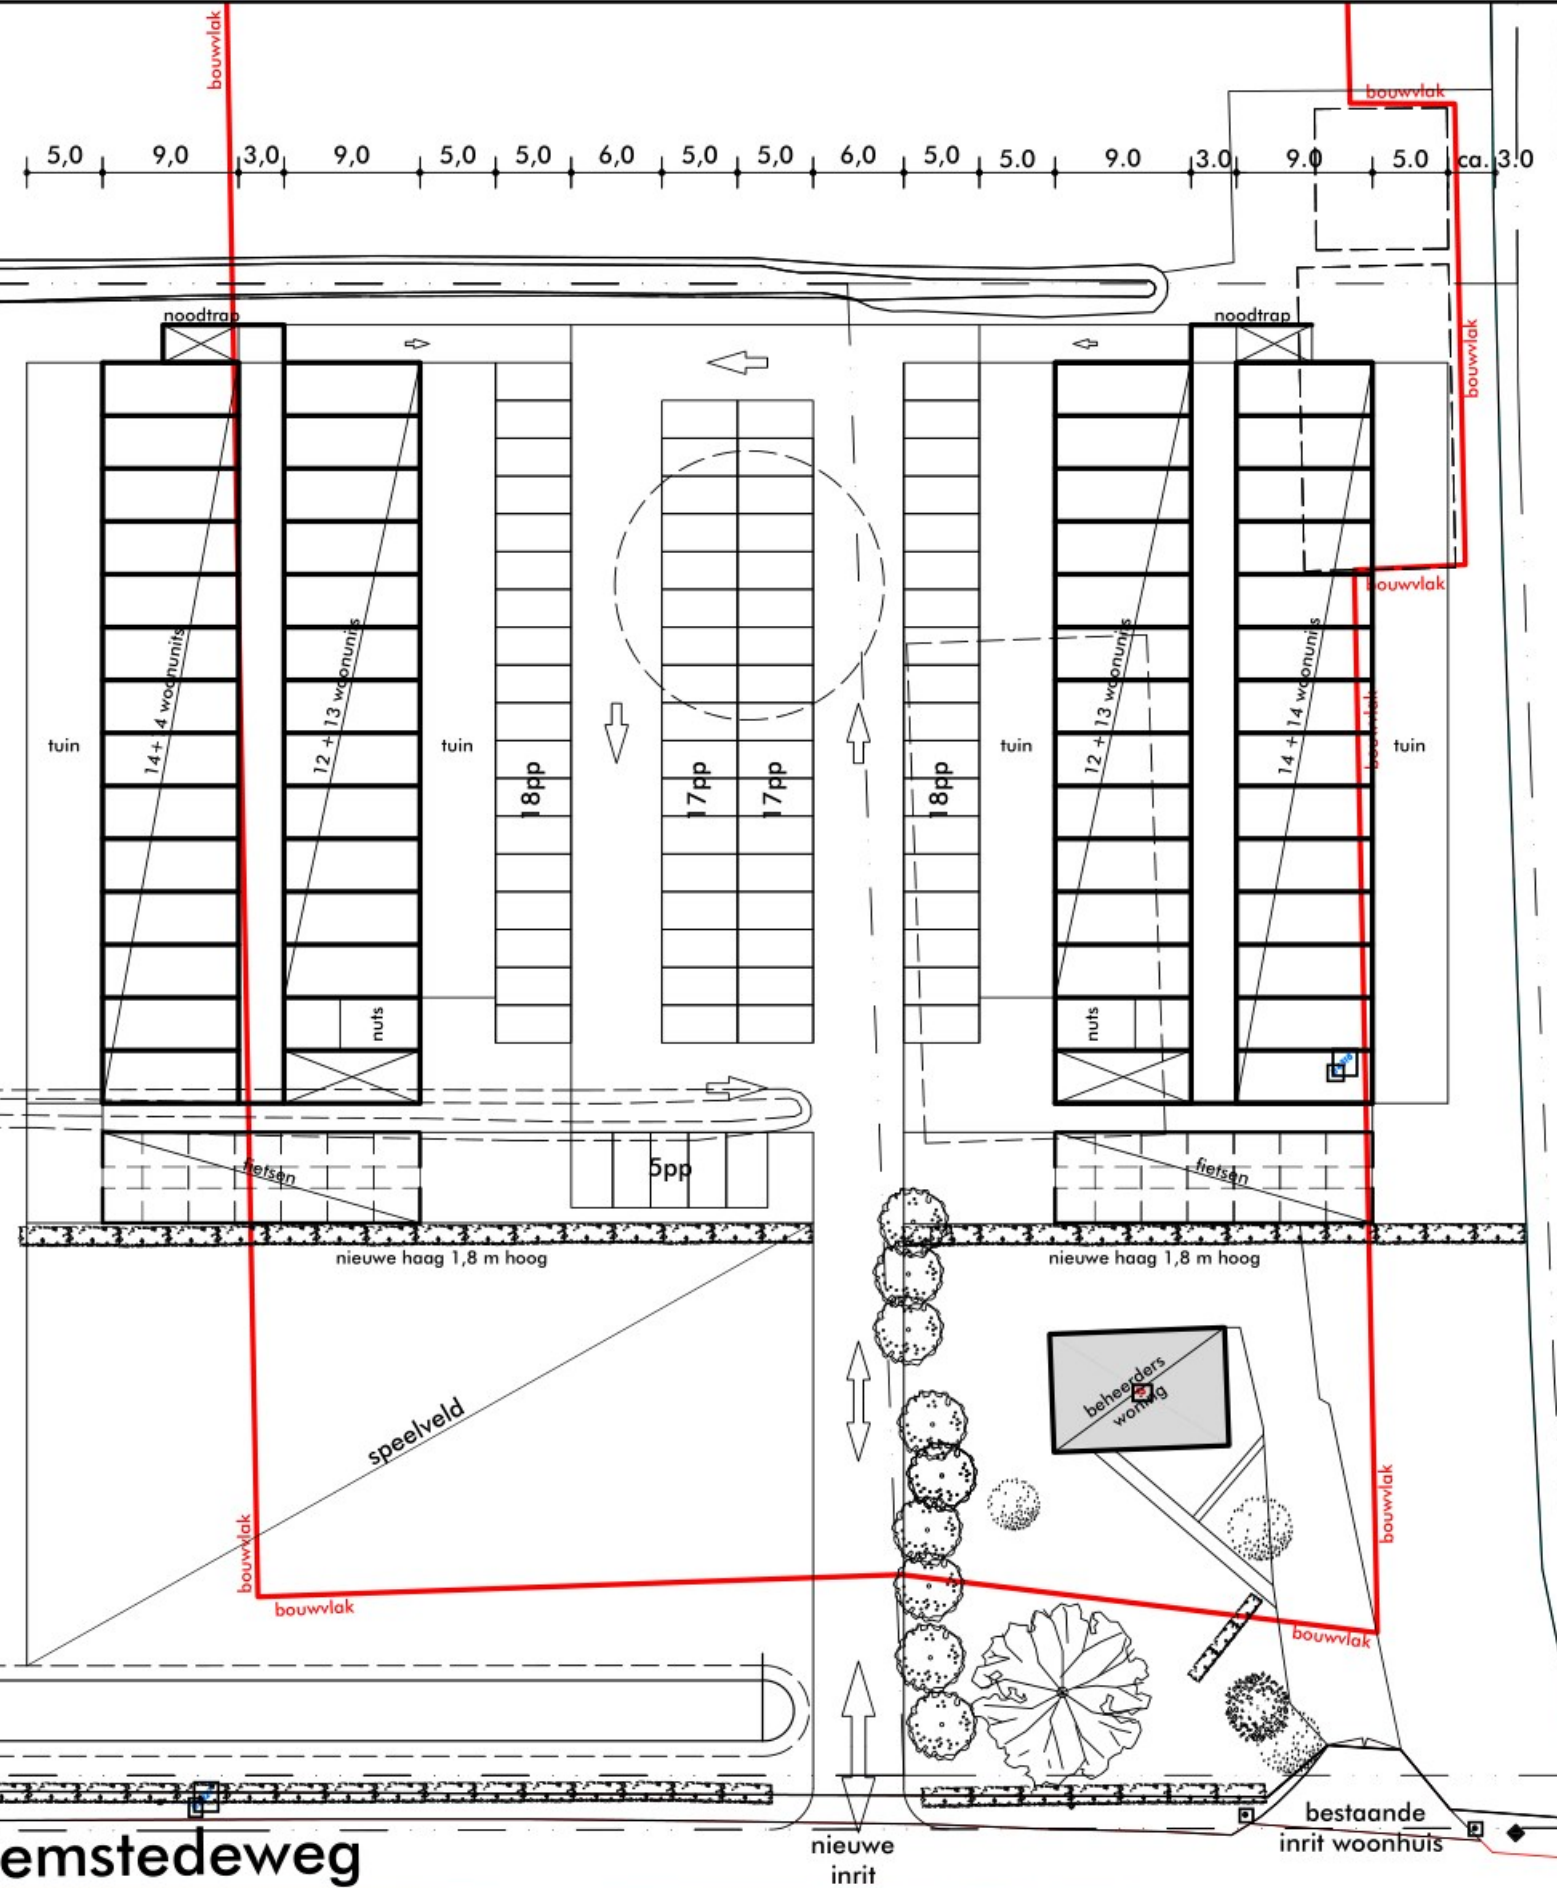 bouwvlak
bouwvlak
5,0 9,0 3,0 9,0 5,0 5,0 6,0 5,0 5,0 6,0 5,0 5.0 9.0 3.0 9.0 5.0 ca. 3.0
noodtrap
noodtrap
bouwvlak
bouwvlak
14+14 woonunits
12 + 13 woonunits
12 + 13 woonunits
14 + 14 woonunits
bouwvlak
tuin
tuin
tuin
tuin
18pp
17pp
17pp
18pp
nuts
nuts
fietsen
5pp
fietsen
nieuwe haag 1,8 m hoog
nieuwe haag 1,8 m hoog
speelveld
beheerders
woning
bouwvlak
bouwvlak
bouwvlak
bouwvlak
emstedeweg
nieuwe
inrit
bestaande
inrit woonhuis